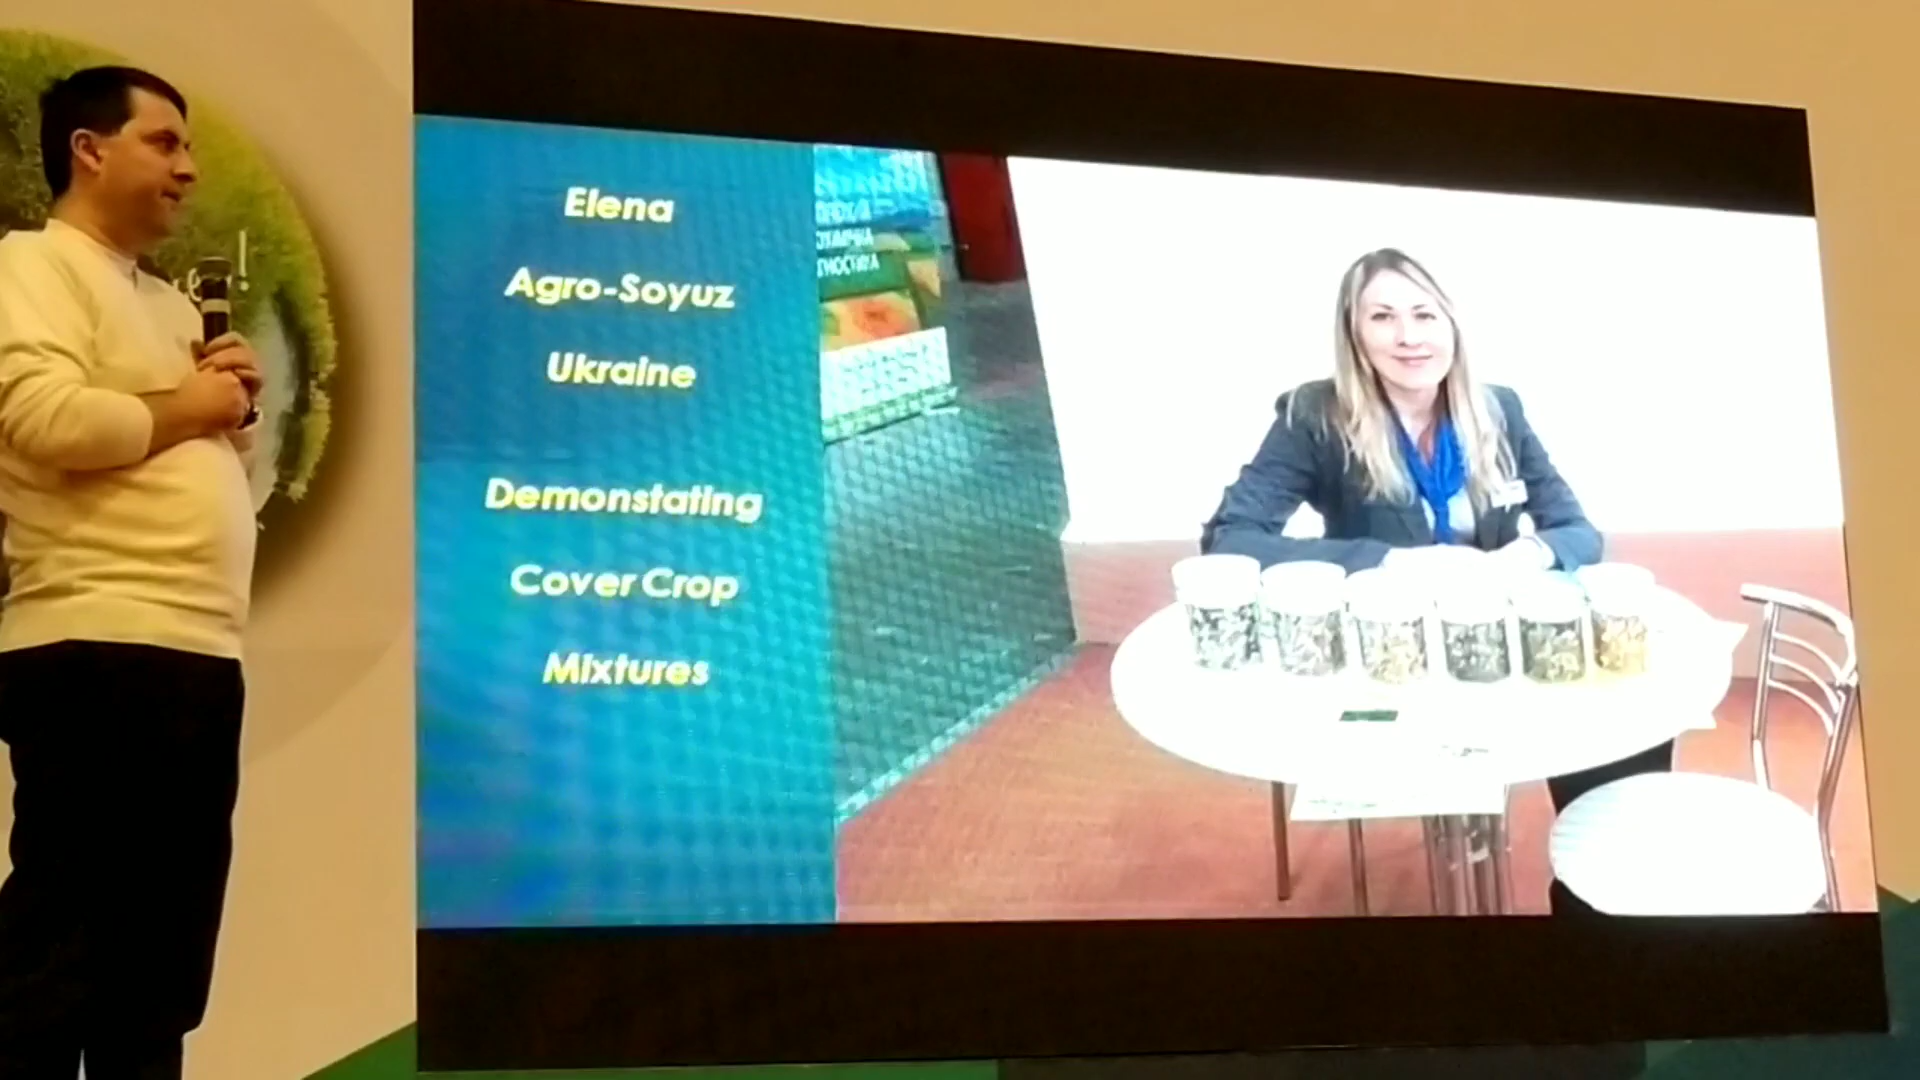 Elena
Agro-Soyuz
Ukraine
Demonstating
Cover Crop
Mixtures